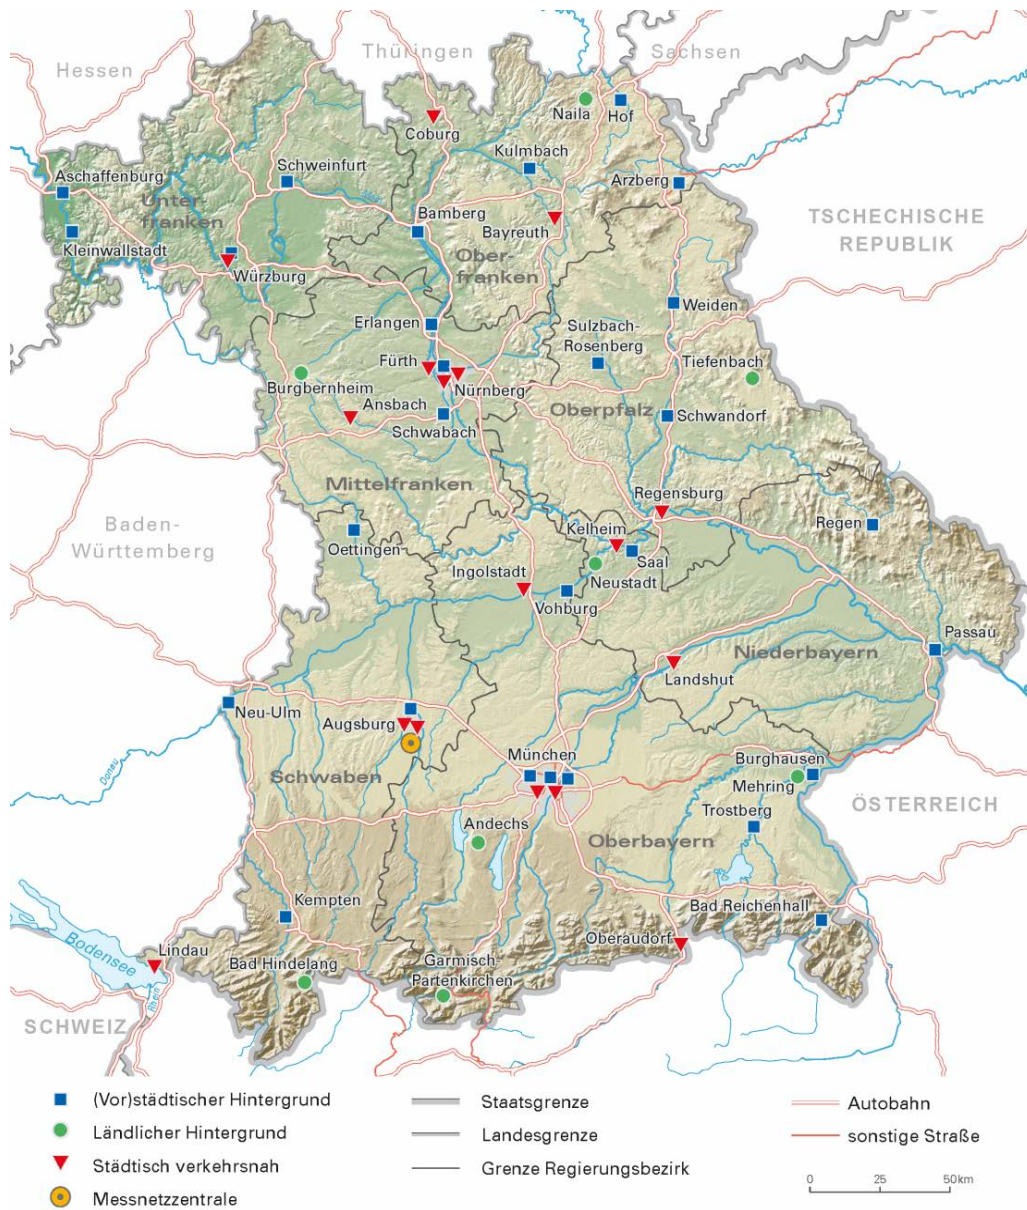 Thüringen
Sachsen
Hessen
Naila
Hof
Coburg
Kulmbach
Schweinfurt
Aschaffenburg
Arzberg
Unter
franken
Bamberg
Bayreuth
TSCHECHISCHE
REPUBLIK
Kleinwallstadt
Ober-
franken
Würzburg
Weiden
Erlangen
Sulzbach-
Rosenberg
Fürth
Tiefenbach
Burgbernheim
Nürnberg
Ansbach
Oberpfalz
Schwandorf
Schwabach
Mittelfranken
Regensburg
Baden-
Württemberg
Kelheim
Regen
Oettingen
Saal
Ingolstadt
Neustadt
Vohburg
Passau
Niederbayern
Landshut
Neu-Ulm
Augsburg
Donau
München
Burghausen
Schwaben
Mehring
ÖSTERREICH
Trostberg
Andechs
Oberbayern
Kempten
Bad Reichenhall
Bodensee
Lindau
Oberaudorf
Bad Hindelang
Garmisch-
Partenkirchen
Rhein
SCHWEIZ
(Vor)städtischer Hintergrund
Staatsgrenze
Autobahn
Ländlicher Hintergrund
Landesgrenze
sonstige Straße
Städtisch verkehrsnah
Grenze Regierungsbezirk
Messnetzzentrale
0 25 50km